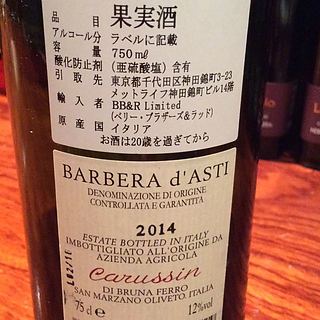 品目 果実酒
アルコール分 ラベルに記載
容量 750㎖
酸化防止剤 (亜硫酸塩) 含有
引取先 東京都千代田区神田錦町3-23
メットライフ神田錦町ビル14階
輸入者 BB&R Limited
(ベリー・ブラザーズ&ラッド)
原産国 イタリア
お酒は20歳を過ぎてから
BARBERA d'ASTI
DENOMINAZIONE DI ORIGINE
CONTROLLATA E GARANTITA
2014
ESTATE BOTTLED IN ITALY
IMBOTTIGLIATO ALL'ORIGINE DA
AZIENDA AGRICOLA
Carussin
DI BRUNA FERRO
SAN MARZANO OLIVETO. ITALIA
75 cl e 12%vol